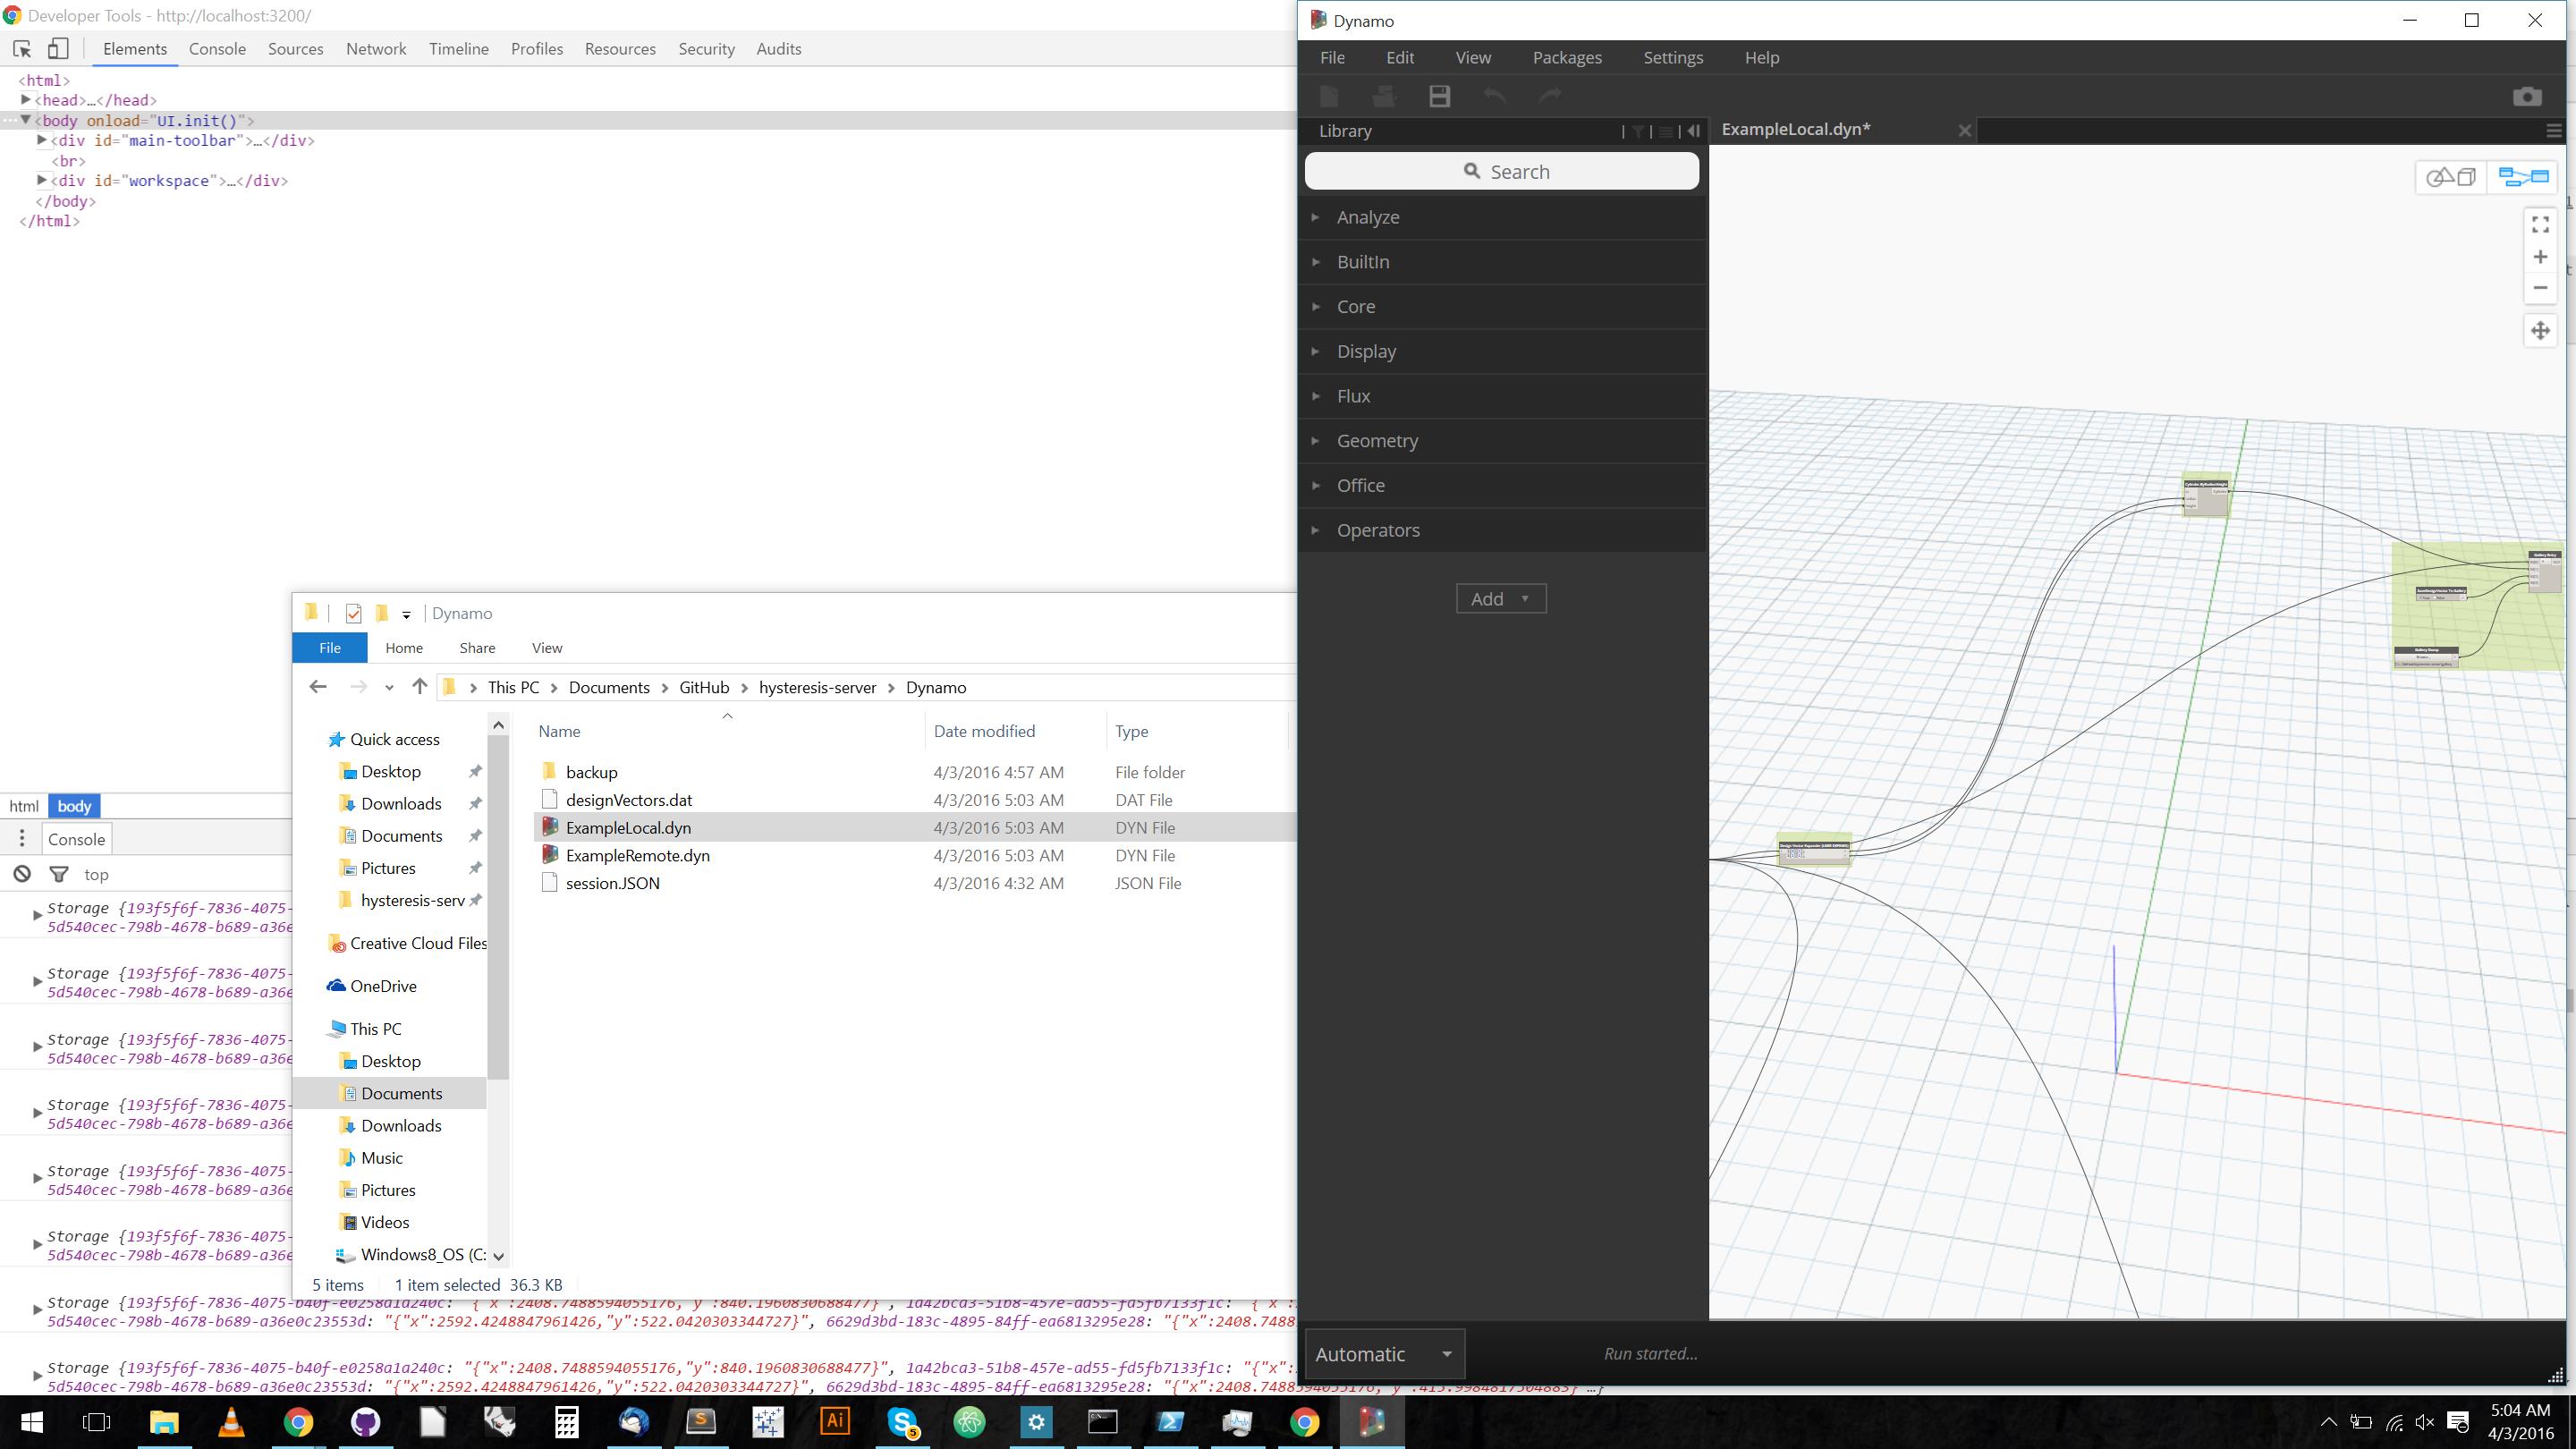 Developer Tools - http://localhost:3200/
Elements Console Sources Network Timeline Profiles Resources Security Audits
<html>
<head>…</head>
<body onload="UI.init()">
<div id="main-toolbar">…</div>
<br>
<div id="workspace">…</div>
</body>
</html>
html body
Console
top
Storage {193f5f6f-7836-4075-
5d540cec-798b-4678-b689-a36e
Storage {193f5f6f-7836-4075-
5d540cec-798b-4678-b689-a36e
Storage {193f5f6f-7836-4075-
5d540cec-798b-4678-b689-a36e
Storage {193f5f6f-7836-4075-
5d540cec-798b-4678-b689-a36e
Storage {193f5f6f-7836-4075-
5d540cec-798b-4678-b689-a36e
Storage {193f5f6f-7836-4075-
5d540cec-798b-4678-b689-a36e
Storage {193f5f6f-7836-4075-b40f-e0258a1a240c: "{"x":2408.7488594055176,"y":840.1960830688477}", 1a42bca3-51b8-457e-ad55-fd5fb7133f1c: "{"x":
5d540cec-798b-4678-b689-a36e0c23553d: "{"x":2592.4248847961426,"y":522.0420303344727}", 6629d3bd-183c-4895-84ff-ea6813295e28: "{"x":2408.7488
Storage {193f5f6f-7836-4075-b40f-e0258a1a240c: "{"x":2408.7488594055176,"y":840.1960830688477}", 1a42bca3-51b8-457e-ad55-fd5fb7133f1c: "{"x":
5d540cec-798b-4678-b689-a36e0c23553d: "{"x":2592.4248847961426,"y":522.0420303344727}", 6629d3bd-183c-4895-84ff-ea6813295e28: "{"x":2408.7488594055176,"y":415.9984817504883}"…}
Dynamo
File Home Share View
This PC Documents GitHub hysteresis-server Dynamo
Quick access
Desktop
Downloads
Documents
Pictures
hysteresis-serv
Creative Cloud Files
OneDrive
This PC
Desktop
Documents
Downloads
Music
Pictures
Videos
Windows8_OS (C:
Name Date modified Type
backup 4/3/2016 4:57 AM File folder
designVectors.dat 4/3/2016 5:03 AM DAT File
ExampleLocal.dyn 4/3/2016 5:03 AM DYN File
ExampleRemote.dyn 4/3/2016 5:03 AM DYN File
session.JSON 4/3/2016 4:32 AM JSON File
5 items 1 item selected 36.3 KB
Dynamo
File Edit View Packages Settings Help
Library
ExampleLocal.dyn*
Search
Analyze
BuiltIn
Core
Display
Flux
Geometry
Office
Operators
Add
Automatic
Run started...
Ai
5
5:04 AM
4/3/2016